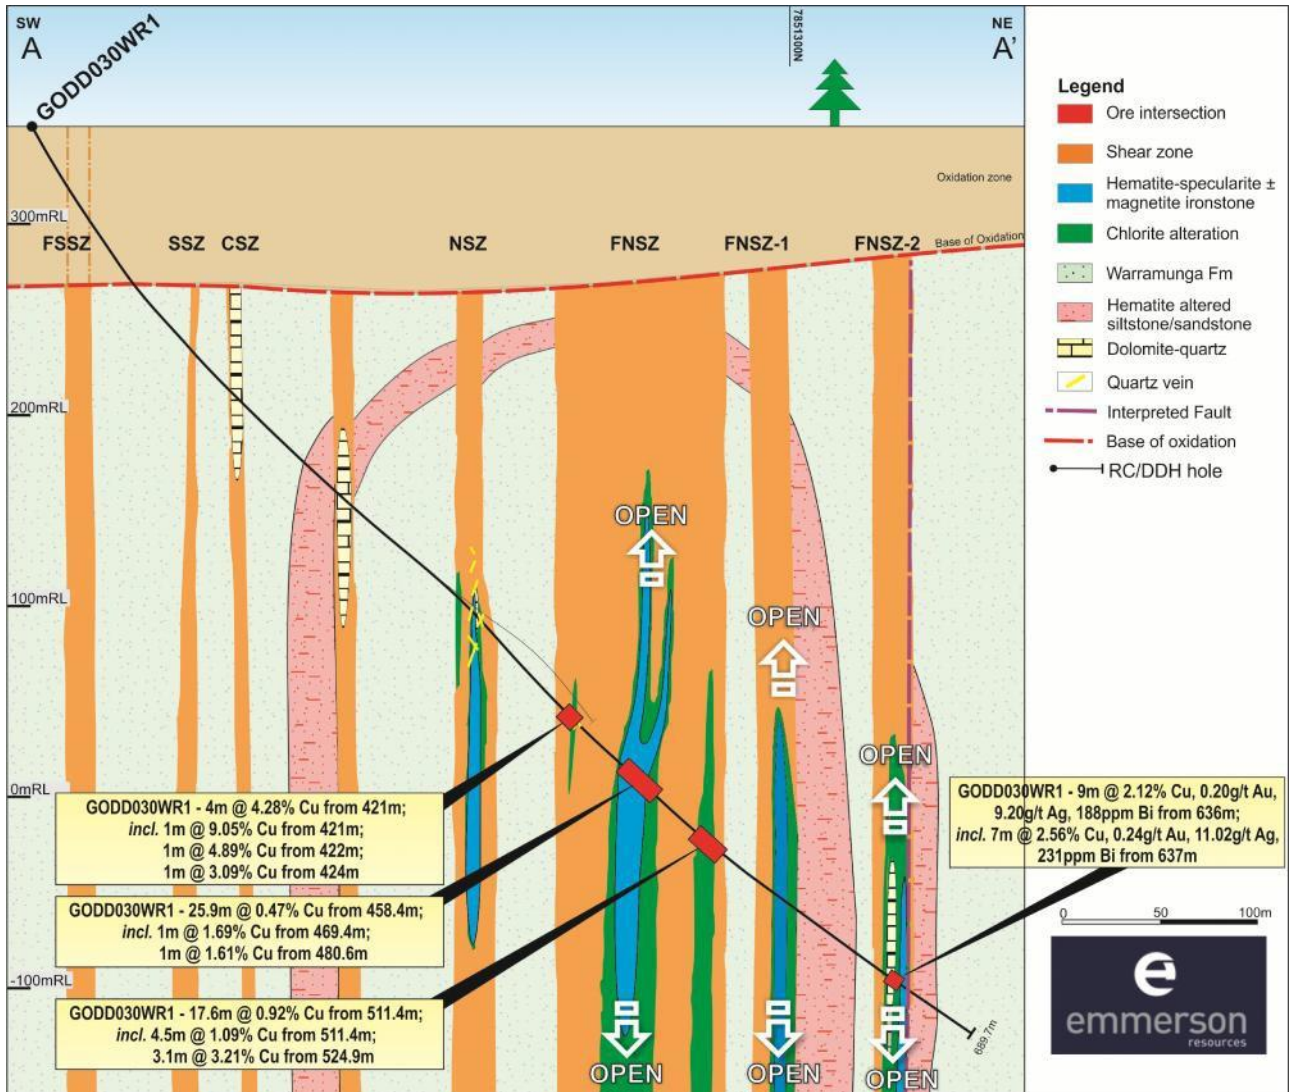 SW
A
GODD030WR1
7851300N
NE
A'
Oxidation zone
300mRL
FSSZ
SSZ
CSZ
NSZ
FNSZ
FNSZ-1
FNSZ-2
Base of Oxidation
200mRL
100mRL
0mRL
-100mRL
OPEN
OPEN
OPEN
OPEN
OPEN
OPEN
GODD030WR1 - 4m @ 4.28% Cu from 421m;
incl. 1m @ 9.05% Cu from 421m;
1m @ 4.89% Cu from 422m;
1m @ 3.09% Cu from 424m
GODD030WR1 - 25.9m @ 0.47% Cu from 458.4m;
incl. 1m @ 1.69% Cu from 469.4m;
1m @ 1.61% Cu from 480.6m
GODD030WR1 - 17.6m @ 0.92% Cu from 511.4m;
incl. 4.5m @ 1.09% Cu from 511.4m;
3.1m @ 3.21% Cu from 524.9m
GODD030WR1 - 9m @ 2.12% Cu, 0.20g/t Au,
9.20g/t Ag, 188ppm Bi from 636m;
incl. 7m @ 2.56% Cu, 0.24g/t Au, 11.02g/t Ag,
231ppm Bi from 637m
689.7m
Legend
Ore intersection
Shear zone
Hematite-specularite ±
magnetite ironstone
Chlorite alteration
Warramunga Fm
Hematite altered
siltstone/sandstone
Dolomite-quartz
Quartz vein
Interpreted Fault
Base of oxidation
RC/DDH hole
0 50 100m
e
emmerson
resources